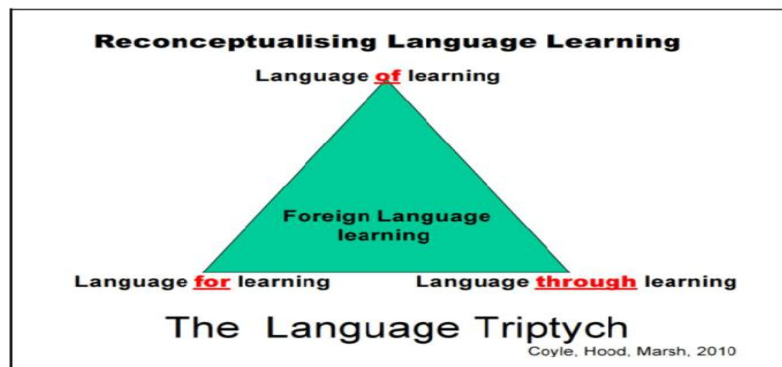 Reconceptualising Language Learning
Language of learning
Foreign Language
learning
Language for learning
Language through learning
The Language Triptych
Coyle, Hood, Marsh, 2010